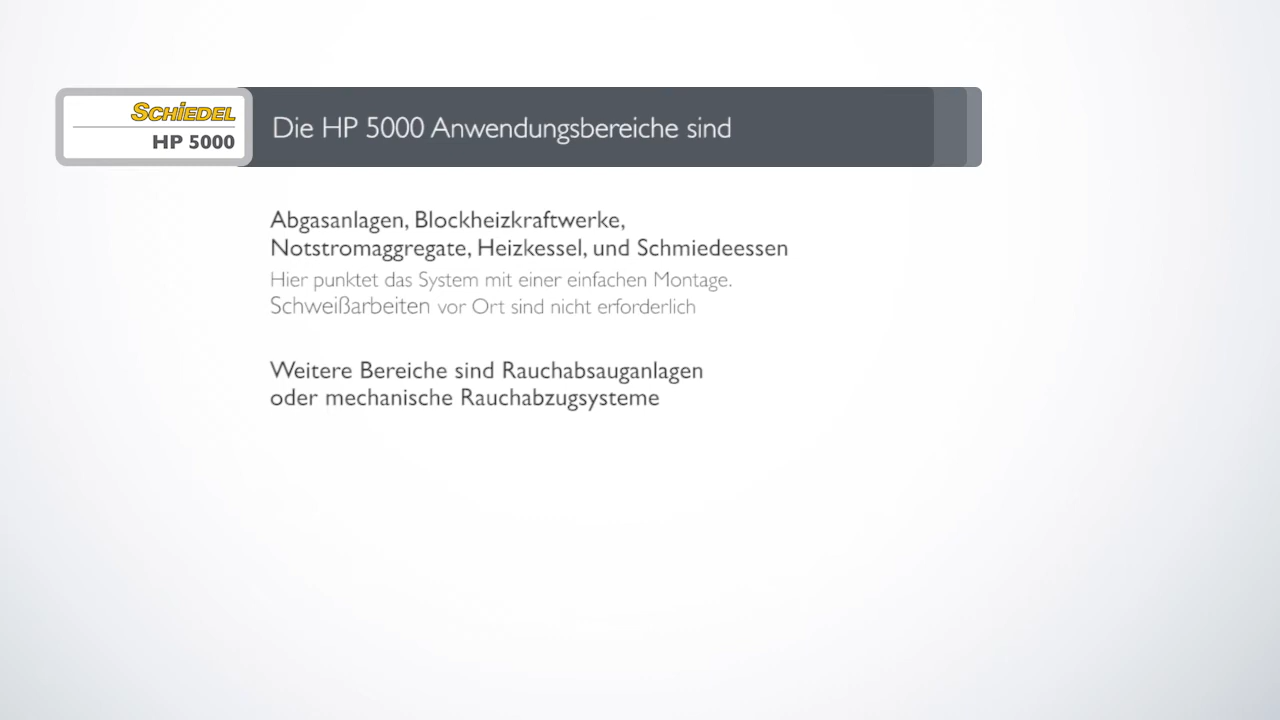 SCHIEDEL
HP 5000
Die HP 5000 Anwendungsbereiche sind
Abgasanlagen, Blockheizkraftwerke,
Notstromaggregate, Heizkessel, und Schmiedeessen
Hier punktet das System mit einer einfachen Montage.
Schweißarbeiten vor Ort sind nicht erforderlich
Weitere Bereiche sind Rauchabsauganlagen
oder mechanische Rauchabzugsysteme